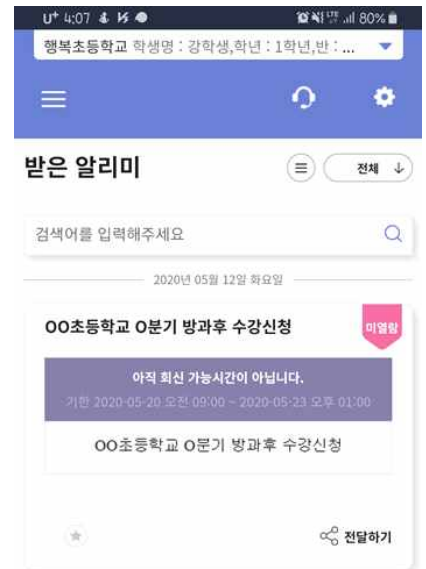 U+ 4:07 80%
행복초등학교 학생명 : 강학생,학년 : 1학년,반 : ...
받은 알리미
전체 ↓
검색어를 입력해주세요
2020년 05월 12일 화요일
OO초등학교 O분기 방과후 수강신청
미열람
아직 회신 가능시간이 아닙니다.
기한 2020-05-20 오전 09:00 ~ 2020-05-23 오후 01:00
OO초등학교 O분기 방과후 수강신청
전달하기